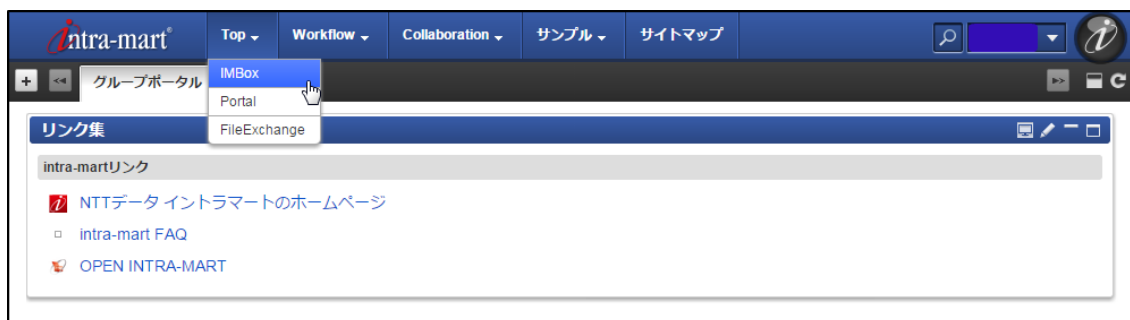 intra-mart®
Top
Workflow
Collaboration
サンプル
サイトマップ
グループポータル
IMBox
Portal
FileExchange
リンク集
intra-martリンク
NTTデータ イントラマートのホームページ
intra-mart FAQ
OPEN INTRA-MART